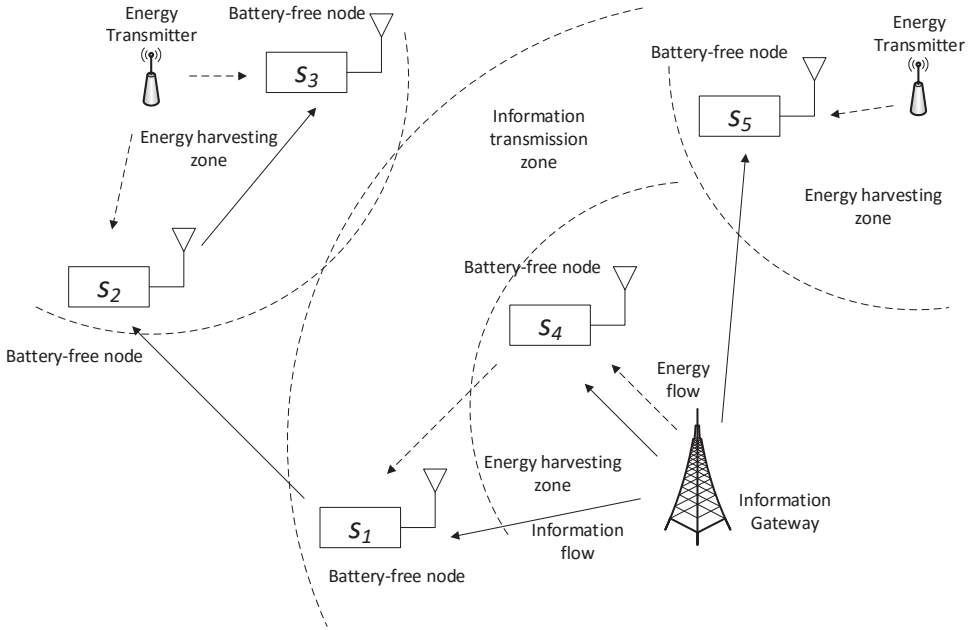 Energy
Transmitter
Battery-free node
S3
Energy harvesting
zone
S2
Battery-free node
Information
transmission
zone
Battery-free node
S5
Energy
Transmitter
Energy harvesting
zone
Battery-free node
S4
Energy
flow
Energy harvesting
zone
Information
Gateway
Information
flow
S1
Battery-free node